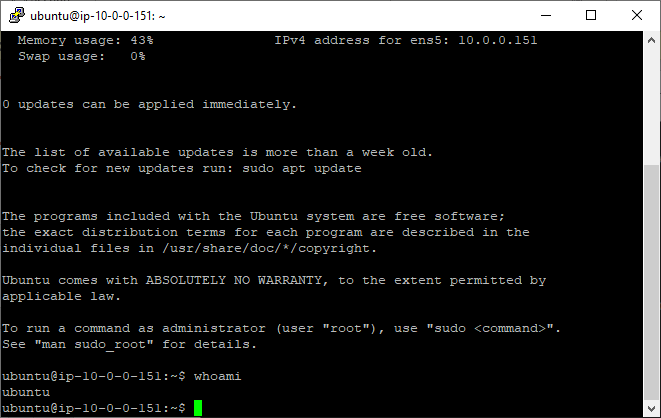 ubuntu@ip-10-0-0-151: ~
Memory usage: 43%                IPv4 address for ens5: 10.0.0.151
Swap usage:   0%
0 updates can be applied immediately.
The list of available updates is more than a week old.
To check for new updates run: sudo apt update
The programs included with the Ubuntu system are free software;
the exact distribution terms for each program are described in the
individual files in /usr/share/doc/*/copyright.
Ubuntu comes with ABSOLUTELY NO WARRANTY, to the extent permitted by
applicable law.
To run a command as administrator (user "root"), use "sudo <command>".
See "man sudo_root" for details.
ubuntu@ip-10-0-0-151:~$ whoami
ubuntu
ubuntu@ip-10-0-0-151:~$